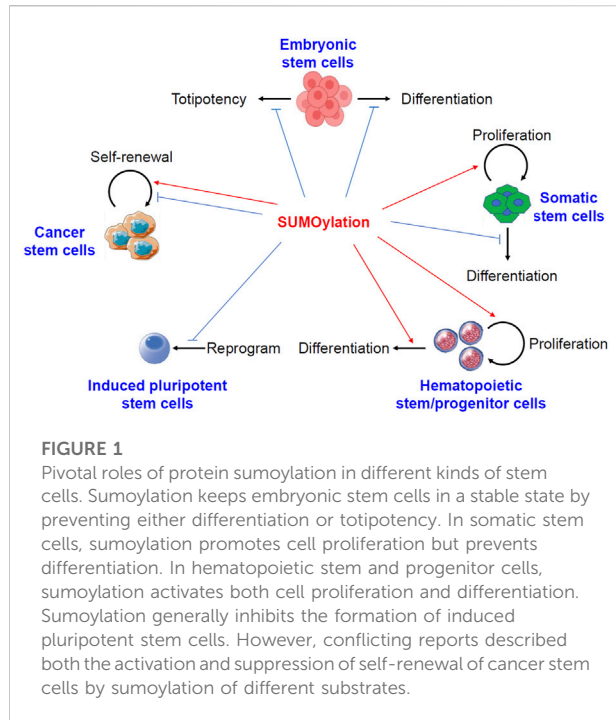 Embryonic
stem cells
Totipotency
Differentiation
Proliferation
Self-renewal
Somatic
stem cells
SUMOylation
Cancer
stem cells
Differentiation
Reprogram
Differentiation
Proliferation
Induced pluripotent
stem cells
Hematopoietic
stem/progenitor cells
FIGURE 1
Pivotal roles of protein sumoylation in different kinds of stem
cells. Sumoylation keeps embryonic stem cells in a stable state by
preventing either differentiation or totipotency. In somatic stem
cells, sumoylation promotes cell proliferation but prevents
differentiation. In hematopoietic stem and progenitor cells,
sumoylation activates both cell proliferation and differentiation.
Sumoylation generally inhibits the formation of induced
pluripotent stem cells. However, conflicting reports described
both the activation and suppression of self-renewal of cancer stem
cells by sumoylation of different substrates.